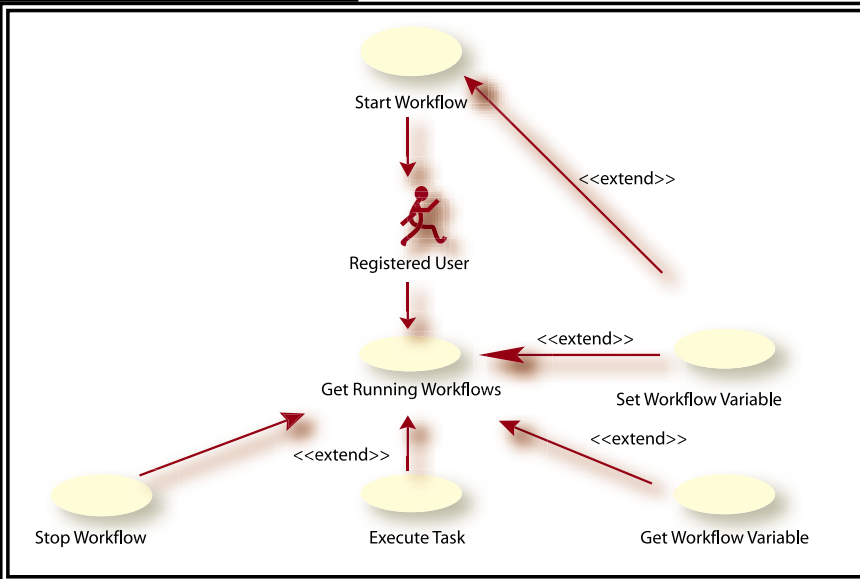 Start Workflow
<<extend>>
Registered User
<<extend>>
Get Running Workflows
Set Workflow Variable
<<extend>>
<<extend>>
Stop Workflow
Execute Task
Get Workflow Variable